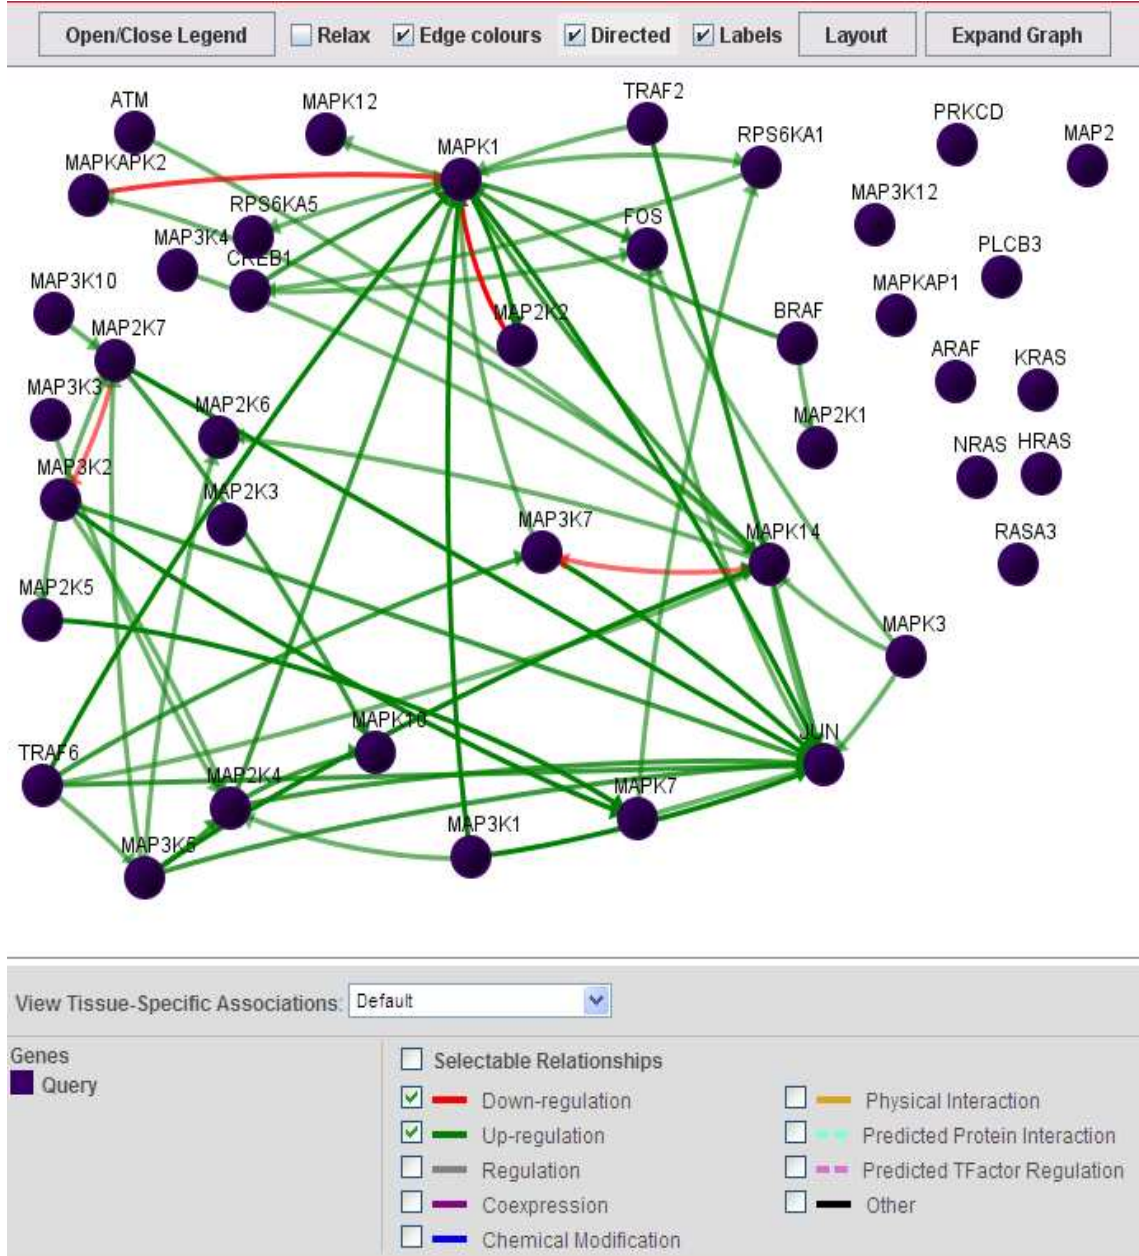 Open/Close Legend Relax Edge colours Directed Labels Layout Expand Graph
ATM
MAPK12
TRAF2
PRKCD
MAP2
MAPKAPK2
MAPK1
RPS6KA1
RPS6KA5
FOS
MAP3K12
MAP3K4
CREB1
PLCB3
MAP3K10
MAPKAP1
MAP2K7
MAP2K2
BRAF
ARAF
KRAS
MAP3K3
MAP2K6
MAP2K1
MAP3K2
NRAS
HRAS
MAP2K3
MAP3K7
MAPK14
RASA3
MAP2K5
MAPK3
MAPK10
JUN
TRAF6
MAP2K4
MAPK7
MAP3K5
MAP3K1
View Tissue-Specific Associations: Default
Genes
Query
Selectable Relationships
Down-regulation
Up-regulation
Regulation
Coexpression
Chemical Modification
Physical Interaction
Predicted Protein Interaction
Predicted TFactor Regulation
Other